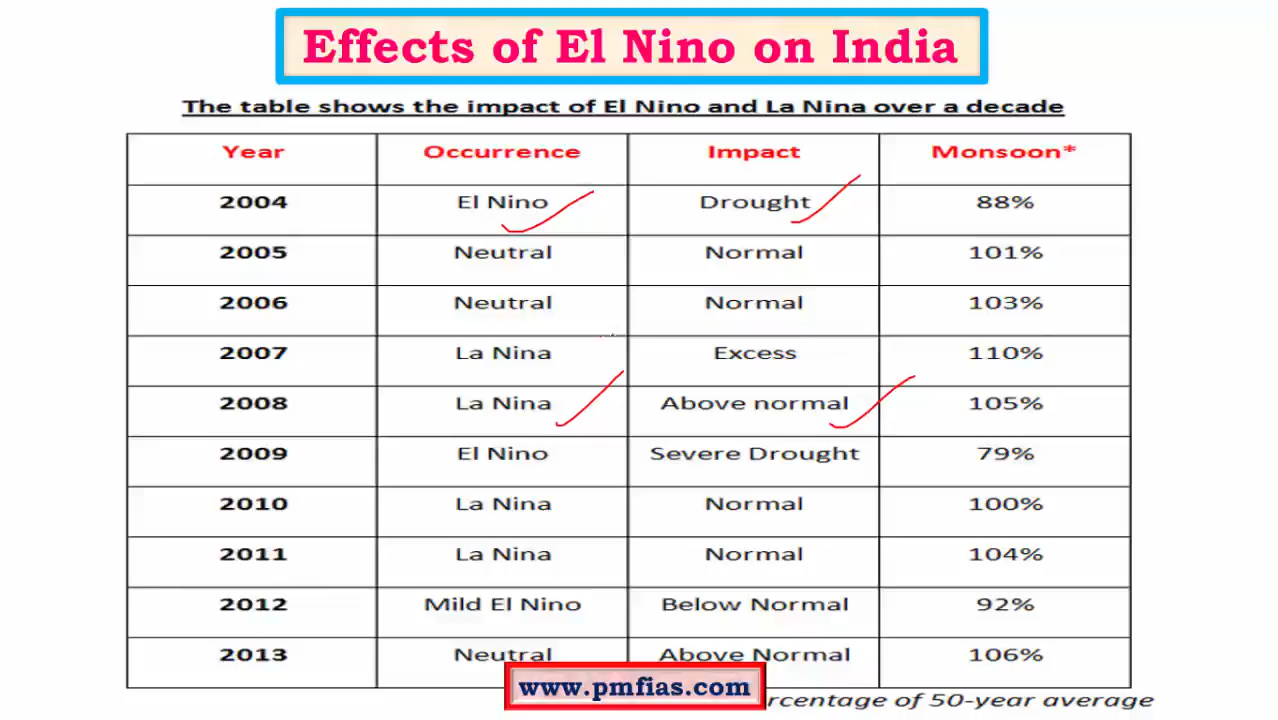 Effects of El Nino on India
The table shows the impact of El Nino and La Nina over a decade
Year Occurrence Impact Monsoon*
2004 El Nino Drought 88%
2005 Neutral Normal 101%
2006 Neutral Normal 103%
2007 La Nina Excess 110%
2008 La Nina Above normal 105%
2009 El Nino Severe Drought 79%
2010 La Nina Normal 100%
2011 La Nina Normal 104%
2012 Mild El Nino Below Normal 92%
2013 Neutral Above Normal 106%
www.pmfias.com
of 50-year average